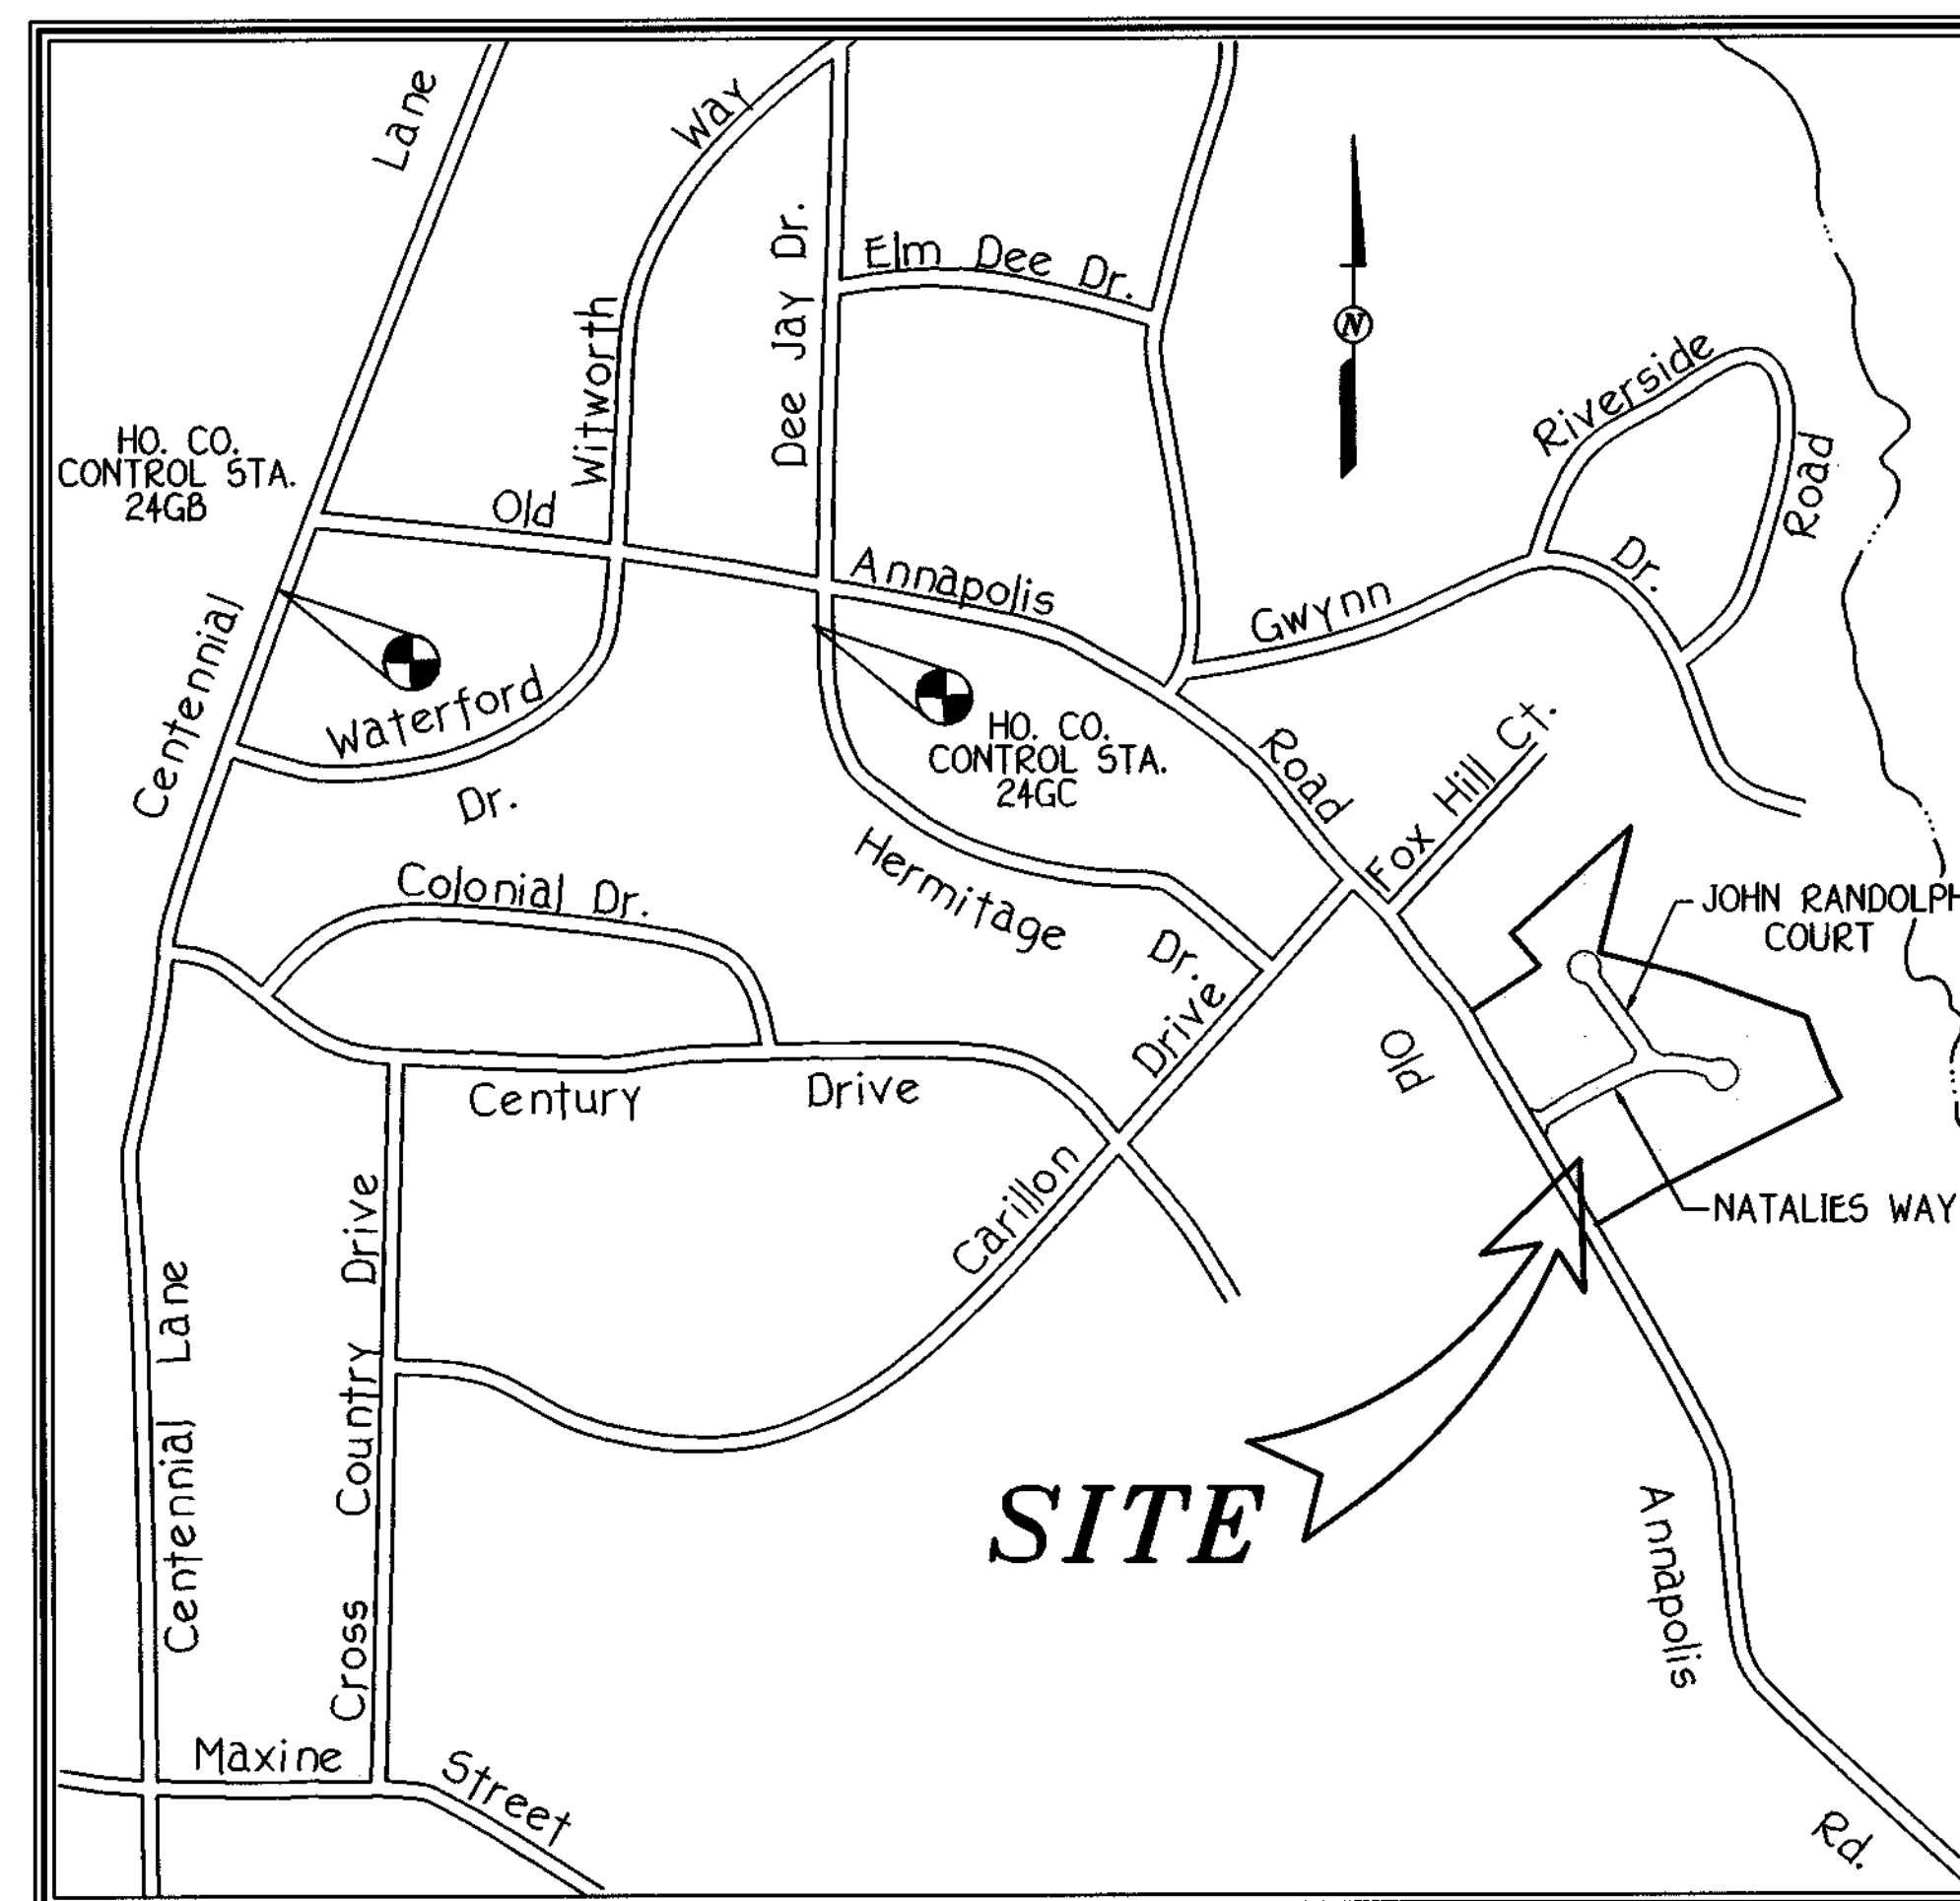 Lane
Way
Dee Jay Dr.
Elm Dee Dr.
Witworth
N
Riverside
Road
HO. CO.
CONTROL STA.
24GB
Old
Annapolis
Road
Gwynn
Dr.
Centennial
Waterford
Dr.
HO. CO.
CONTROL STA.
24GC
Fox Hill Ct.
Hermitage
Dr.
Colonial Dr.
JOHN RANDOLPH
COURT
Century
Drive
Carillon
Drive
Old
NATALIES WAY
Centennial Lane
Cross Country Drive
SITE
Annapolis
Rd.
Maxine
Street